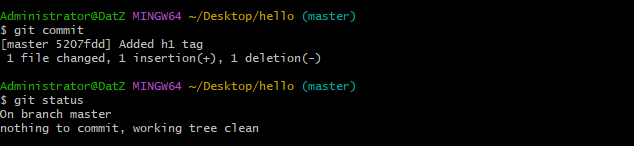 Administrator@DatZ MINGW64 ~/Desktop/hello (master)
$ git commit
[master 5207fdd] Added h1 tag
 1 file changed, 1 insertion(+), 1 deletion(-)
Administrator@DatZ MINGW64 ~/Desktop/hello (master)
$ git status
On branch master
nothing to commit, working tree clean